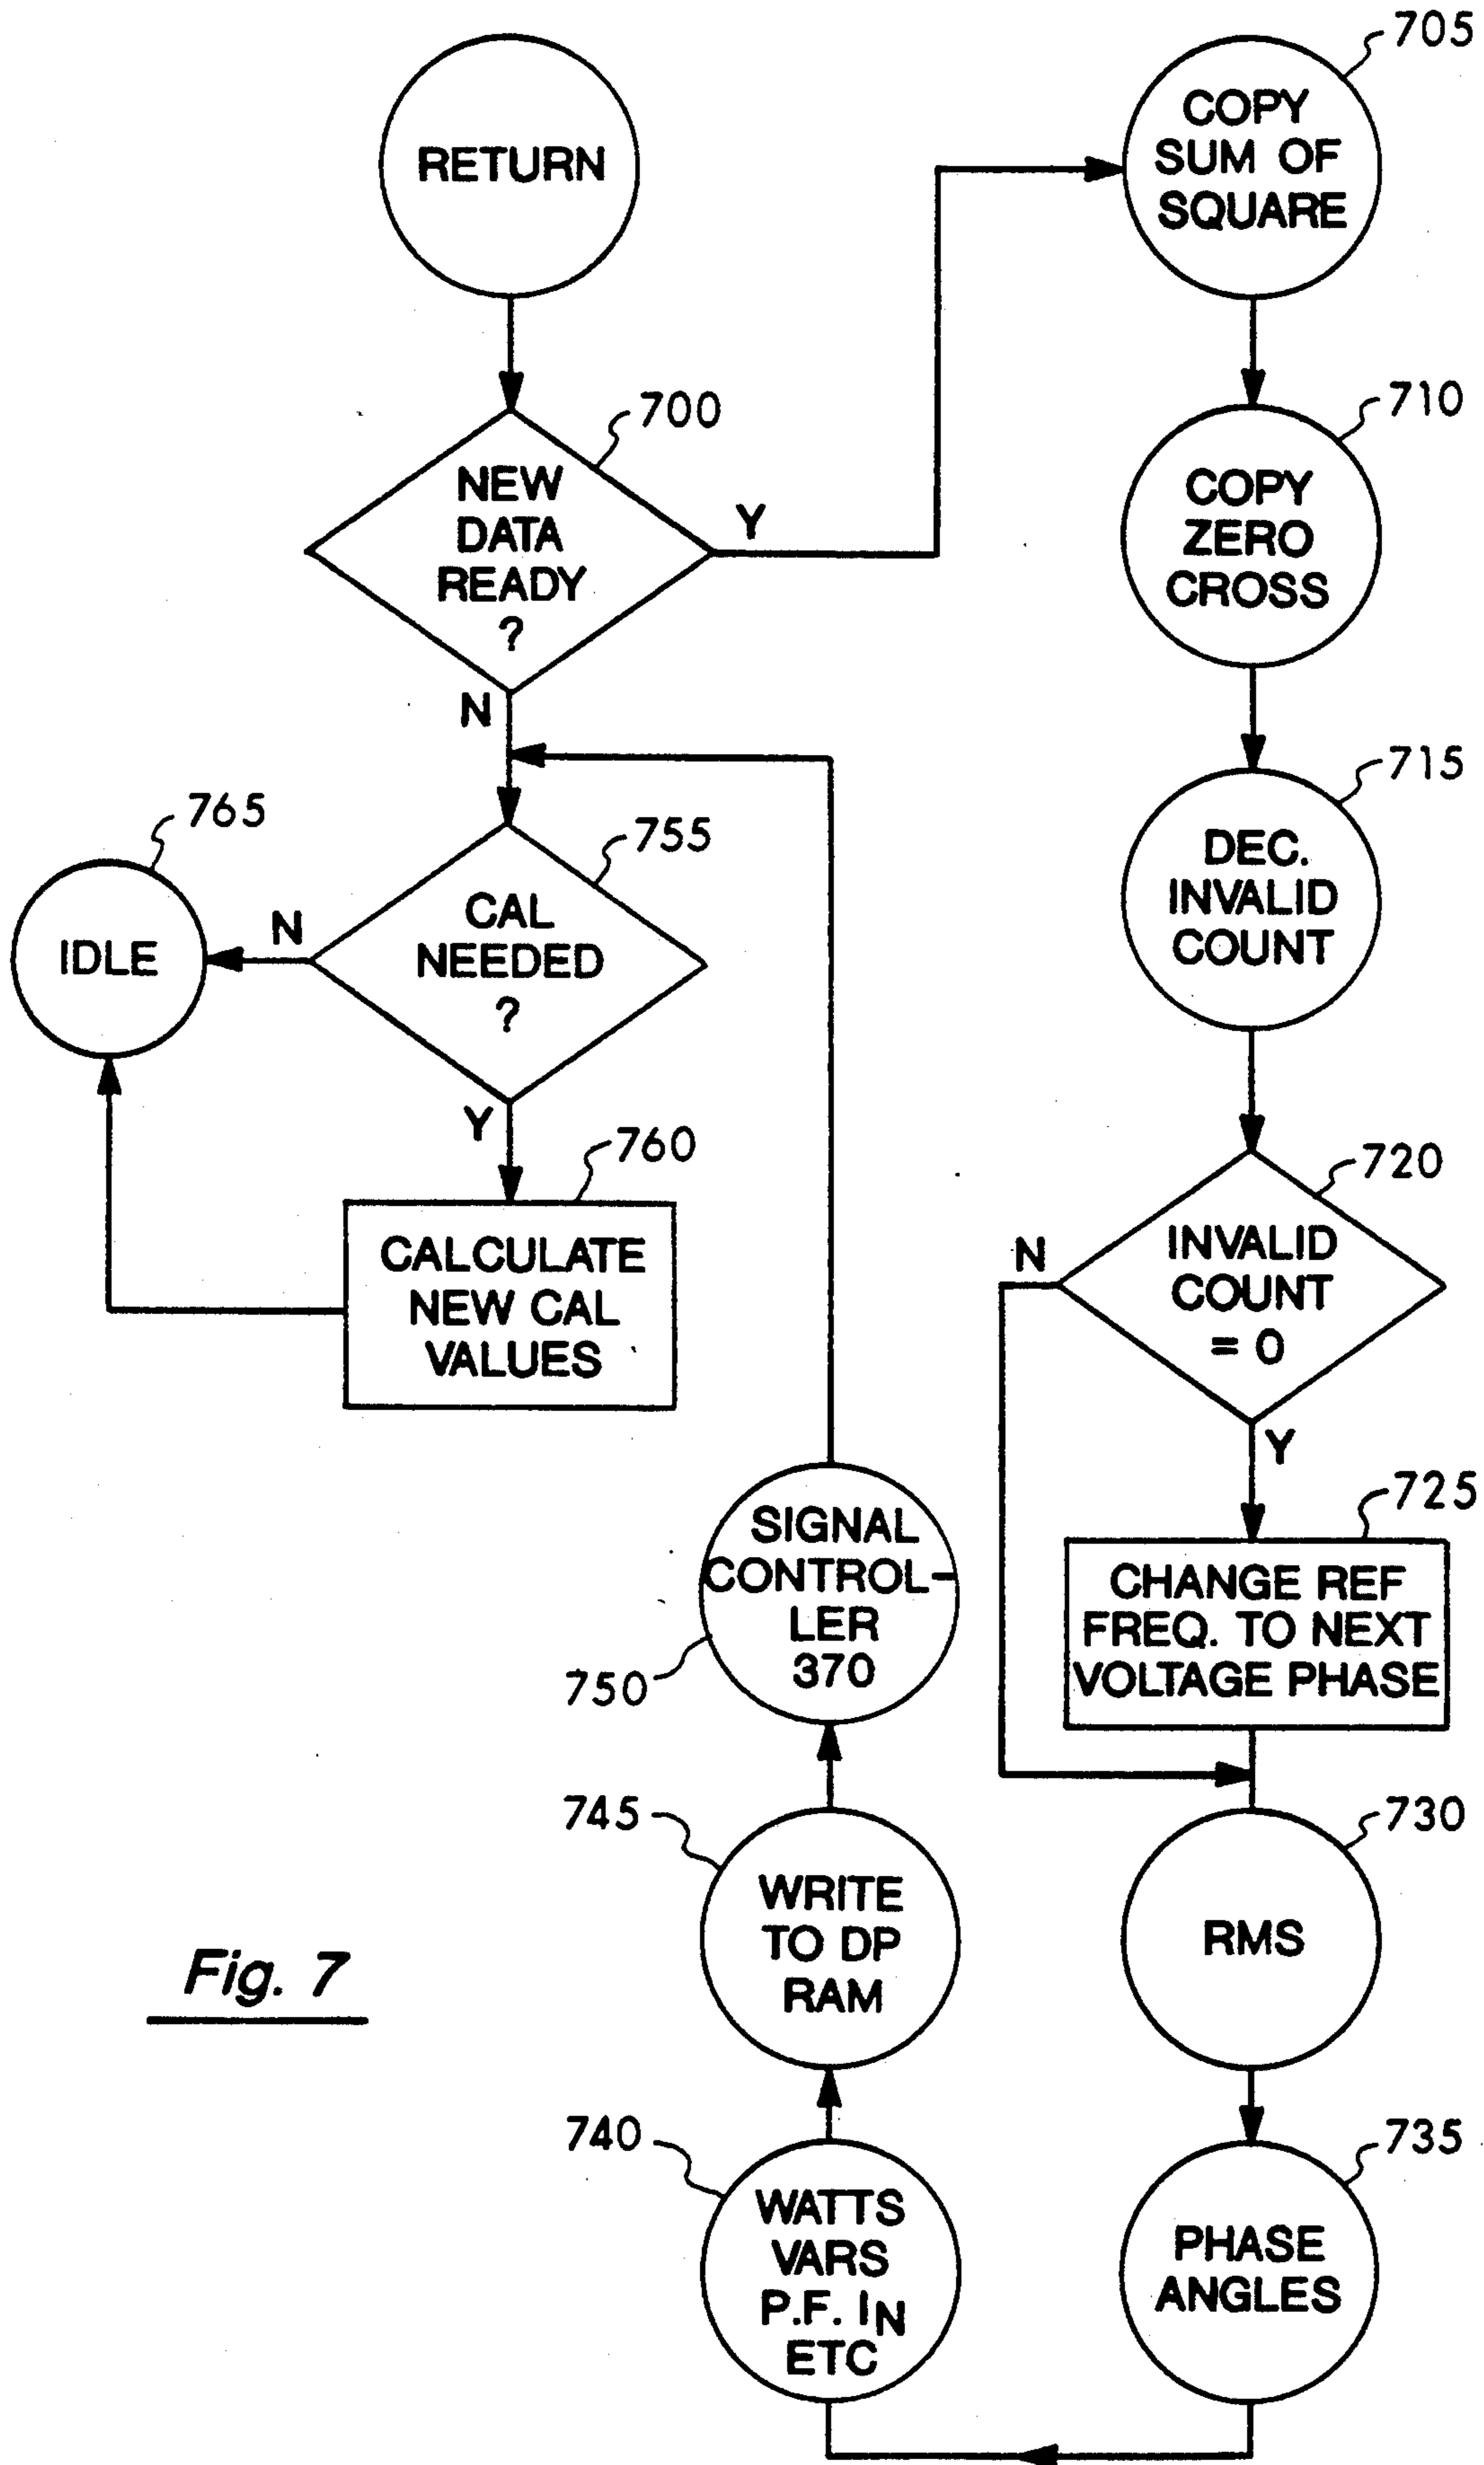 RETURN
700
NEW
DATA
READY
?
Y
N
705
COPY
SUM OF
SQUARE
710
COPY
ZERO
CROSS
715
DEC.
INVALID
COUNT
720
INVALID
COUNT
= 0
N
Y
725
CHANGE REF
FREQ. TO NEXT
VOLTAGE PHASE
730
RMS
735
PHASE
ANGLES
740
WATTS
VARS
P.F. IN
ETC
745
WRITE
TO DP
RAM
750
SIGNAL
CONTROL-
LER
370
755
CAL
NEEDED
?
N
Y
760
CALCULATE
NEW CAL
VALUES
765
IDLE
Fig. 7